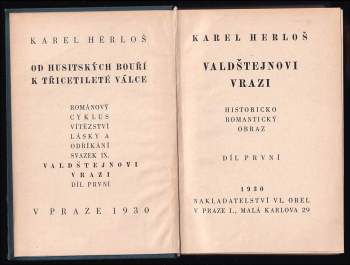 KAREL HERLOŠ
OD HUSITSKÝCH BOUŘÍ
K TŘICETILETÉ VÁLCE
ROMÁNOVÝ
CYKLUS
VÍTĚZSTVÍ
LÁSKY A
ODŘÍKÁNÍ
SVAZEK IX.
VALDŠTEJNOVI
VRAZI
DÍL PRVNÍ
V PRAZE 1930
KAREL HERLOŠ
VALDŠTEJNOVI
VRAZI
HISTORICKO
ROMANTICKÝ
OBRAZ
DÍL PRVNÍ
1930
NAKLADATELSTVÍ VL. OREL
V PRAZE I., MALÁ KARLOVA 29